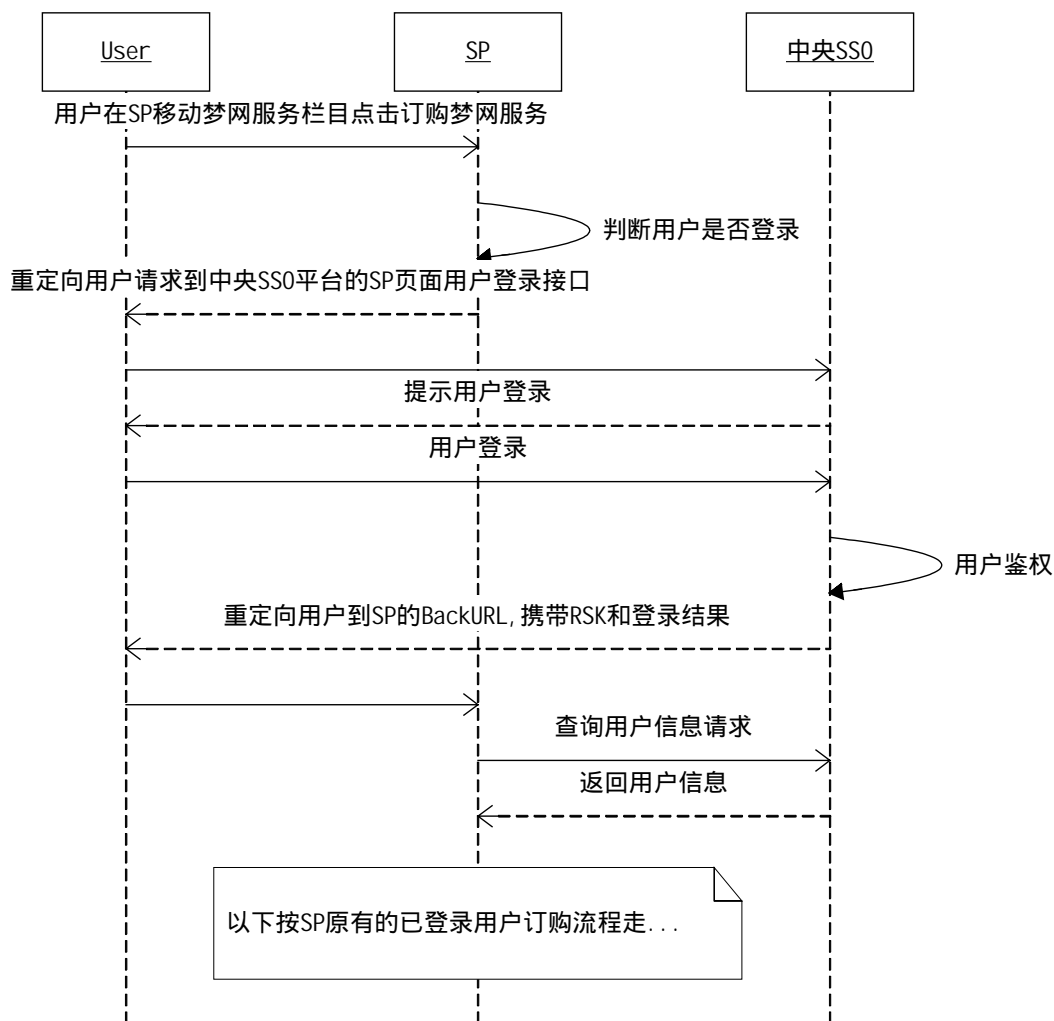 User
SP
中央SSO
用户在SP移动梦网服务栏目点击订购梦网服务
判断用户是否登录
重定向用户请求到中央SSO平台的SP页面用户登录接口
提示用户登录
用户登录
用户鉴权
重定向用户到SP的BackURL,携带RSK和登录结果
查询用户信息请求
返回用户信息
以下按SP原有的已登录用户订购流程走...